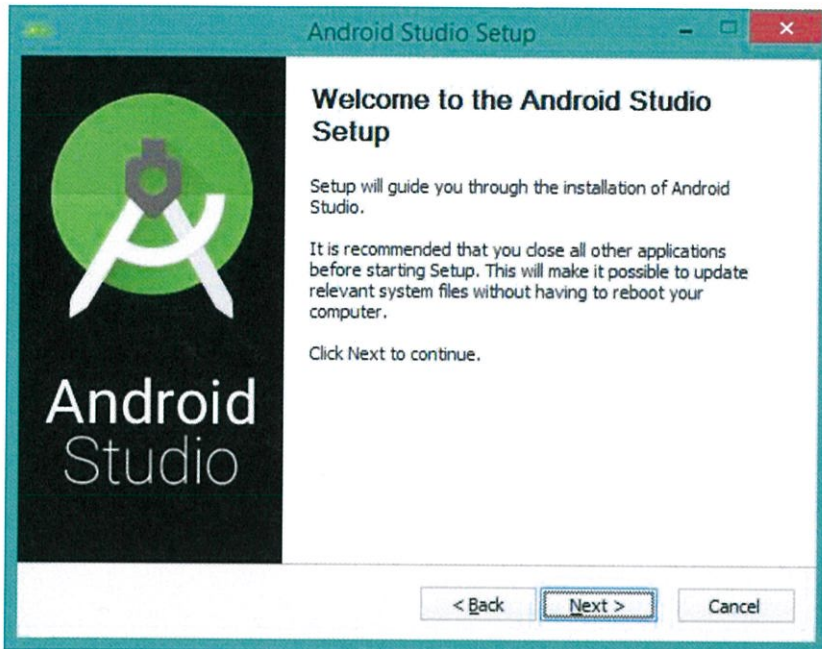 Android Studio Setup
Welcome to the Android Studio
Setup
Setup will guide you through the installation of Android
Studio.
It is recommended that you close all other applications
before starting Setup. This will make it possible to update
relevant system files without having to reboot your
computer.
Click Next to continue.
Android
Studio
< Back
Next >
Cancel